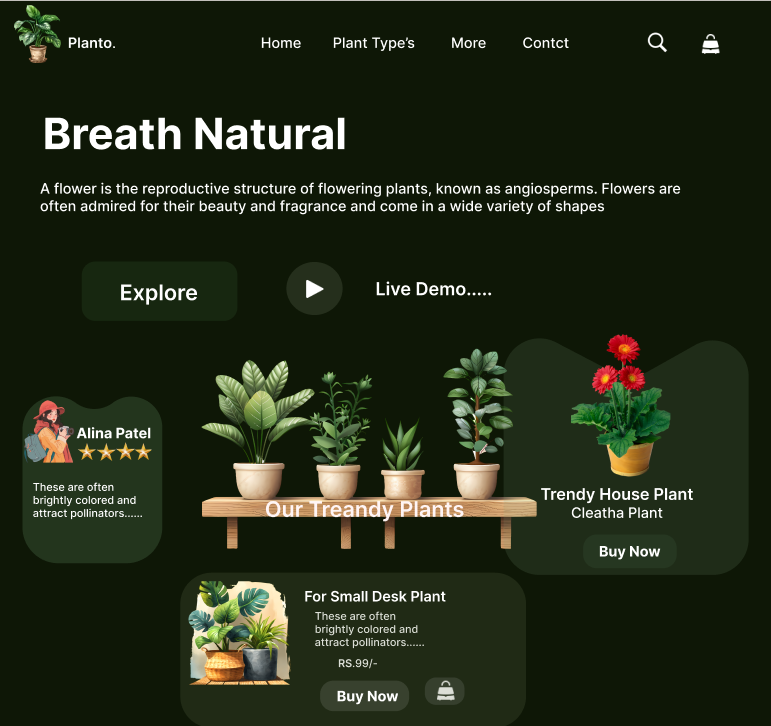 Planto.
Home Plant Type's More Contct
Breath Natural
A flower is the reproductive structure of flowering plants, known as angiosperms. Flowers are
often admired for their beauty and fragrance and come in a wide variety of shapes
Explore
Live Demo.....
Alina Patel
These are often
brightly colored and
attract pollinators......
Our Treandy Plants
Trendy House Plant
Cleatha Plant
Buy Now
For Small Desk Plant
These are often
brightly colored and
attract pollinators......
RS.99/-
Buy Now